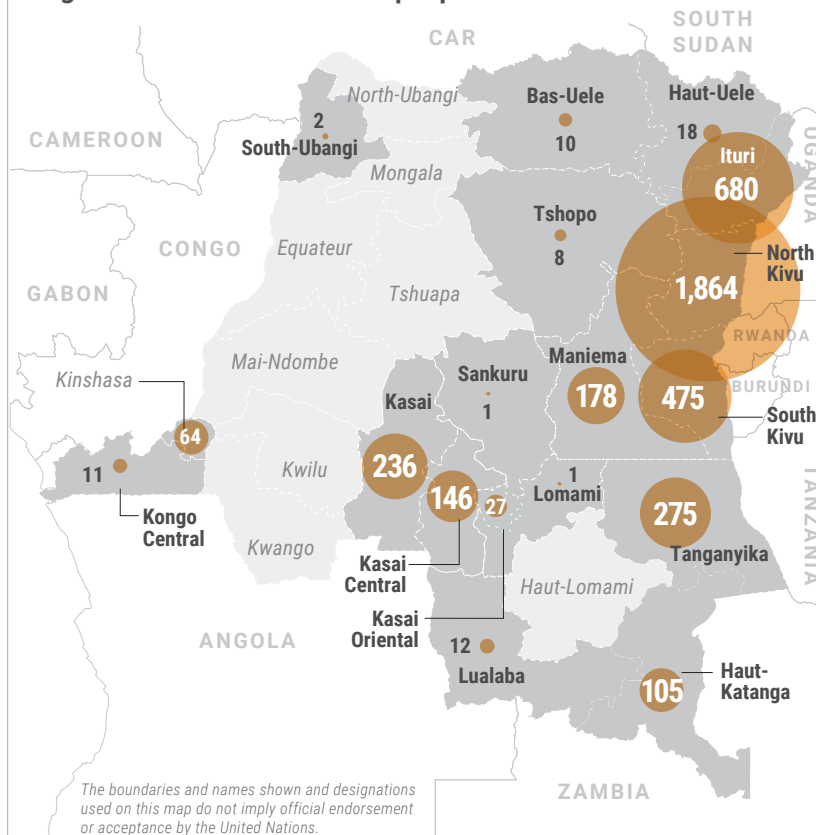 CAR
SOUTH
SUDAN
North-Ubangi
Bas-Uele
10
Haut-Uele
18
2
South-Ubangi
CAMEROON
UGANDA
Ituri
680
Mongala
Tshopo
8
CONGO
Equateur
North
Kivu
1,864
GABON
Tshuapa
RWANDA
Mai-Ndombe
Maniema
178
Sankuru
1
Kinshasa
64
Kasai
236
BURUNDI
475
South
Kivu
11
Kongo
Central
Kwilu
146
Kasai
Central
27
Kasai
Oriental
1
Lomami
275
Tanganyika
TANZANIA
Kwango
Haut-Lomami
ANGOLA
12
Lualaba
105
Haut-
Katanga
ZAMBIA
The boundaries and names shown and designations
used on this map do not imply official endorsement
or acceptance by the United Nations.